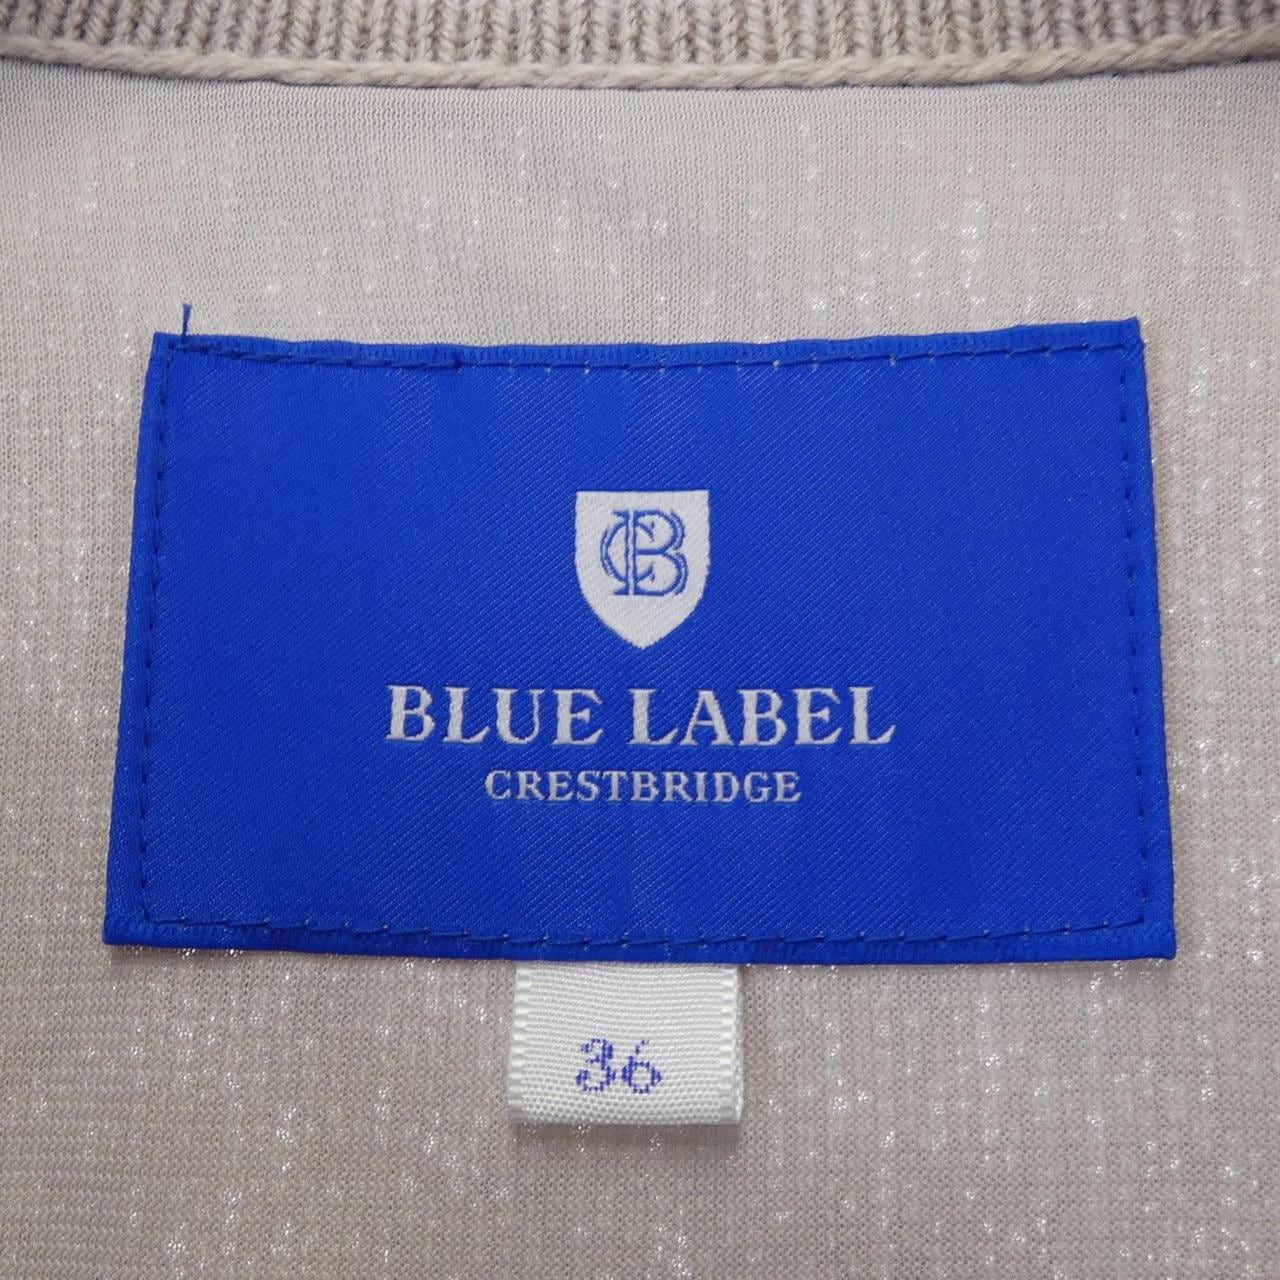 CB
BLUE LABEL
CRESTBRIDGE
36